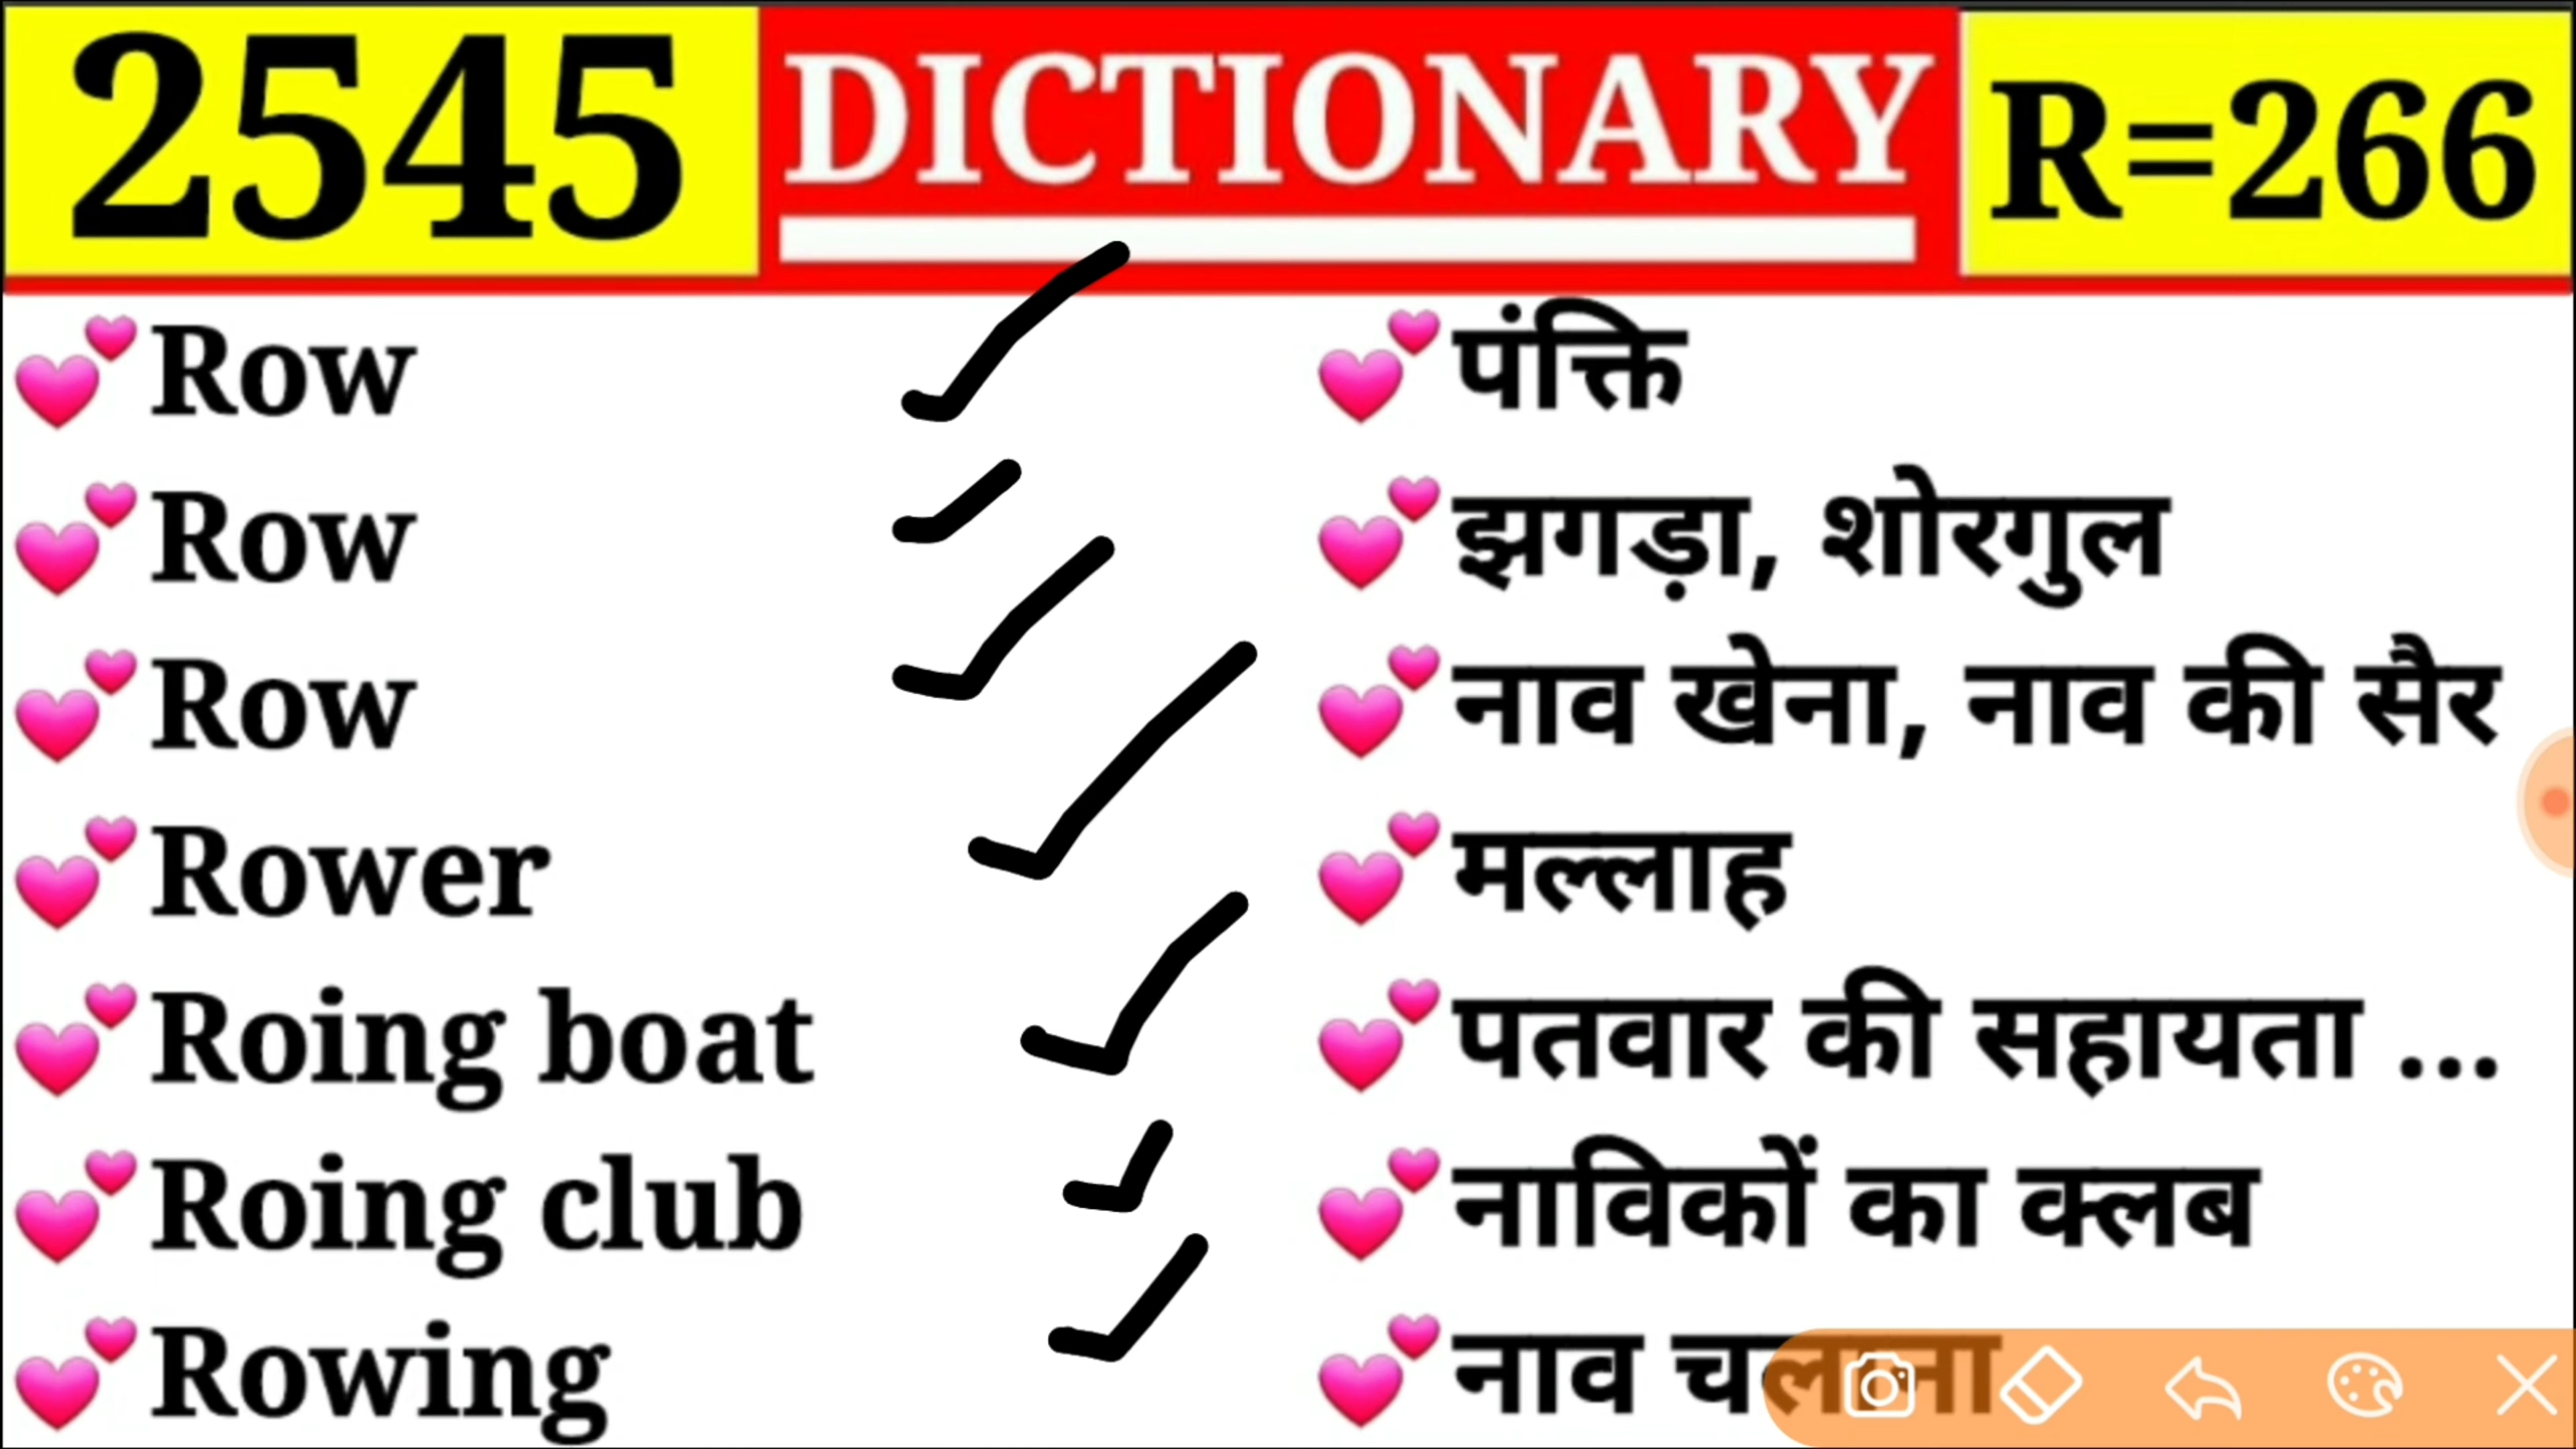 2545 DICTIONARY R=266
💕Row 💕पंक्ति
💕Row 💕झगड़ा, शोरगुल
💕Row 💕नाव खेना, नाव की सैर
💕Rower 💕मल्लाह
💕Roing boat 💕पतवार की सहायता ...
💕Roing club 💕नाविकों का क्लब
💕Rowing 💕नाव चलाना